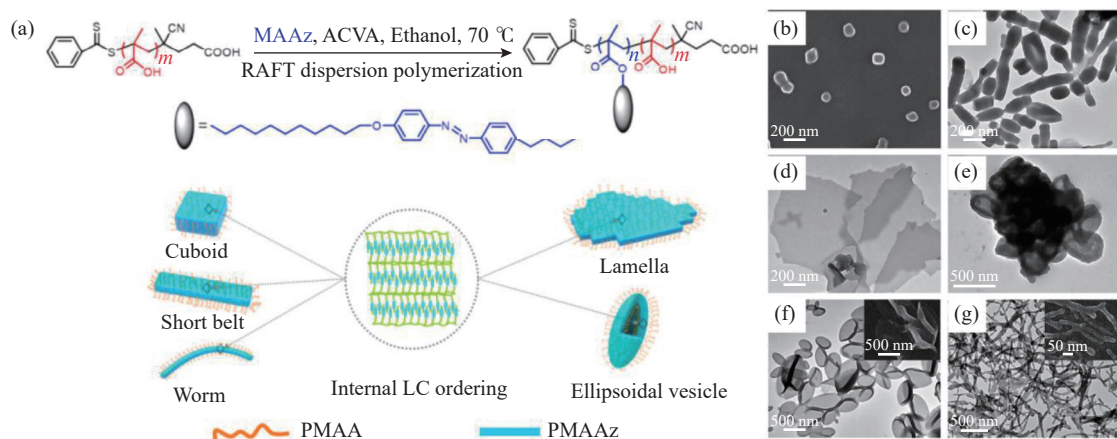 (a)
S
S
m
O
OH
CN
COOH
MAAz, ACVA, Ethanol, 70 ℃
RAFT dispersion polymerization
S
S
n
m
O
O
O
OH
CN
COOH
=
O
N
N
Cuboid
Short belt
Worm
Internal LC ordering
Lamella
Ellipsoidal vesicle
PMAA
PMAAz
(b)
200 nm
(c)
200 nm
(d)
200 nm
(e)
500 nm
(f)
500 nm
500 nm
(g)
50 nm
500 nm